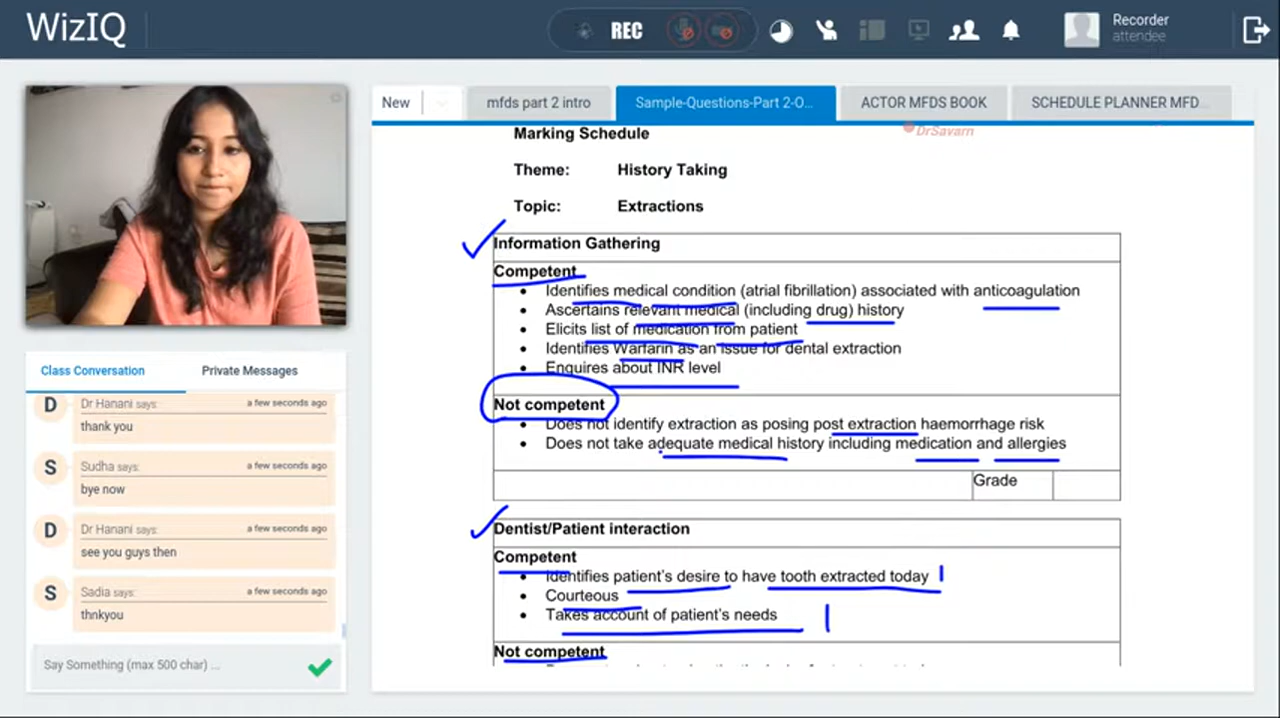 WizIQ
REC
Recorder
attendee
New
mfds part 2 intro
Sample-Questions-Part 2-O...
ACTOR MFDS BOOK
SCHEDULE PLANNER MFD...
DrSavarn
Marking Schedule
Theme: History Taking
Topic: Extractions
Information Gathering
Competent
• Identifies medical condition (atrial fibrillation) associated with anticoagulation
• Ascertains relevant medical (including drug) history
• Elicits list of medication from patient
• Identifies Warfarin as an issue for dental extraction
• Enquires about INR level
Not competent
• Does not identify extraction as posing post extraction haemorrhage risk
• Does not take adequate medical history including medication and allergies
Grade
Dentist/Patient interaction
Competent
• Identifies patient's desire to have tooth extracted today
• Courteous
• Takes account of patient's needs
Not competent
Class Conversation
Private Messages
D
Dr Hanani says: a few seconds ago
thank you
S
Sudha says: a few seconds ago
bye now
D
Dr Hanani says: a few seconds ago
see you guys then
S
Sadia says: a few seconds ago
thnkyou
Say Something (max 500 char) ...